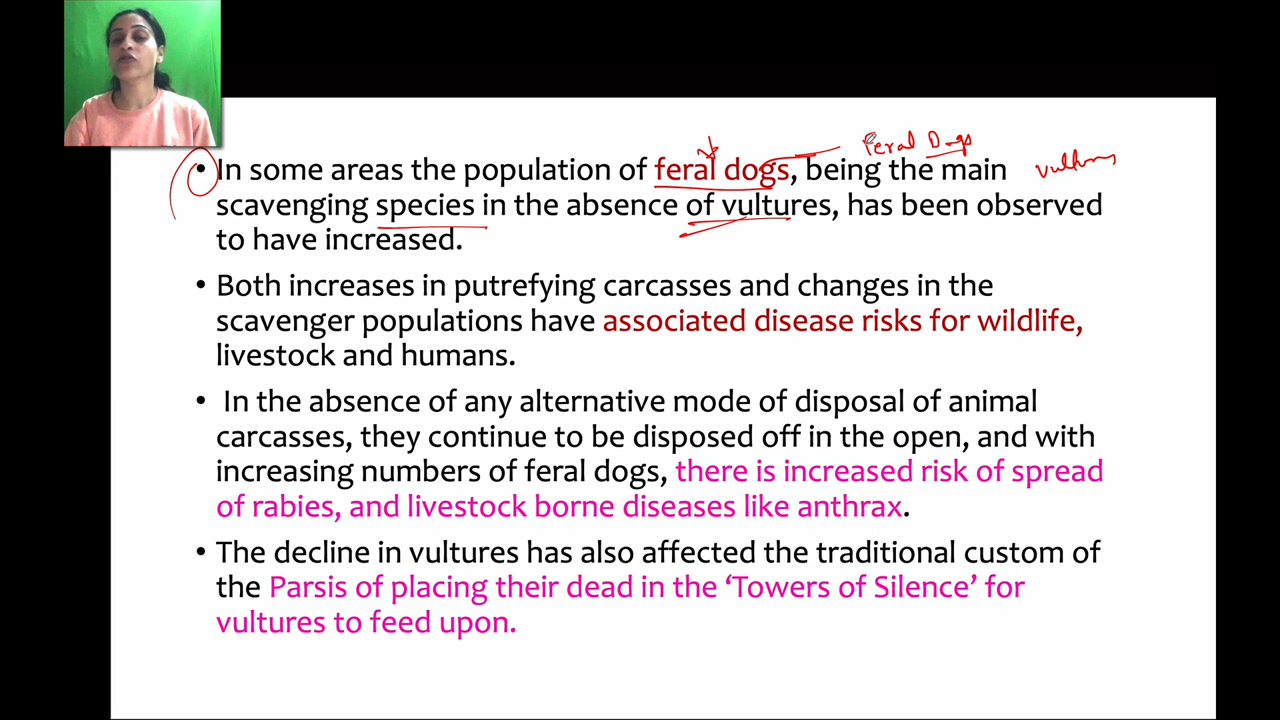 Feral Dogs
vultures
• In some areas the population of feral dogs, being the main
scavenging species in the absence of vultures, has been observed
to have increased.
• Both increases in putrefying carcasses and changes in the
scavenger populations have associated disease risks for wildlife,
livestock and humans.
• In the absence of any alternative mode of disposal of animal
carcasses, they continue to be disposed off in the open, and with
increasing numbers of feral dogs, there is increased risk of spread
of rabies, and livestock borne diseases like anthrax.
• The decline in vultures has also affected the traditional custom of
the Parsis of placing their dead in the ‘Towers of Silence’ for
vultures to feed upon.